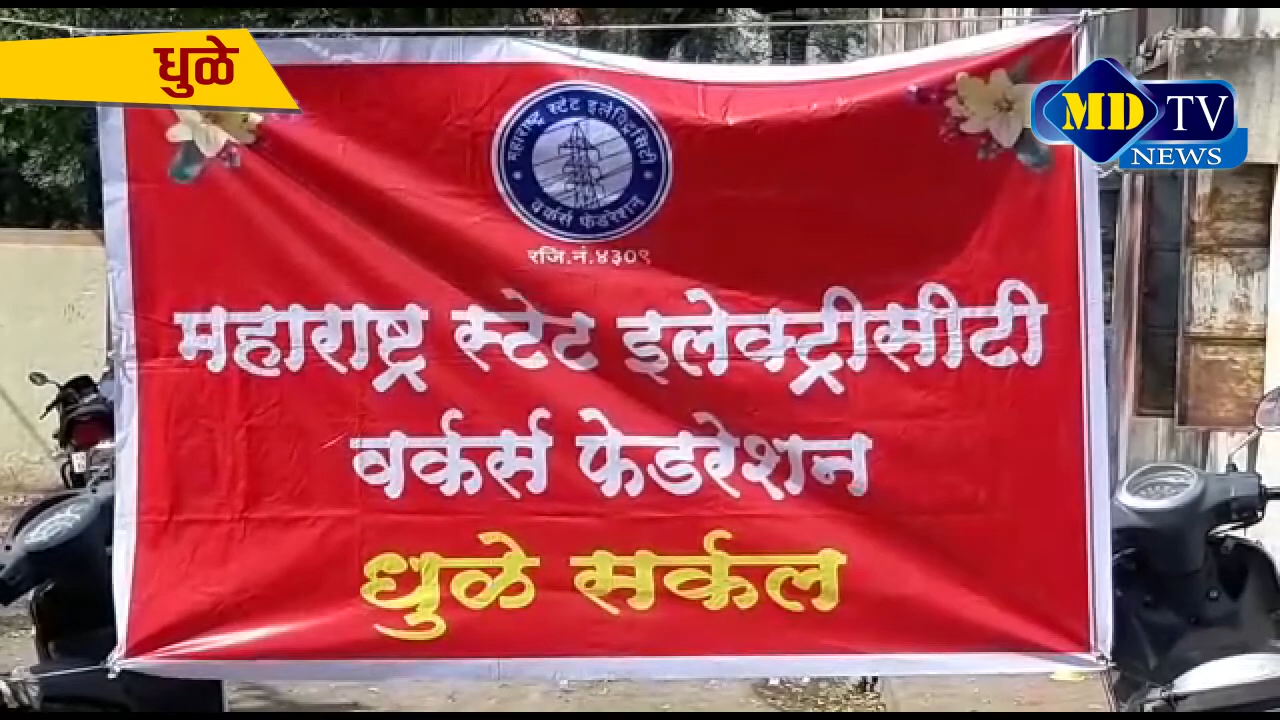 धुळे
MD TV
NEWS
महाराष्ट्र स्टेट इलेक्ट्रिसिटी
वर्कर्स फेडरेशन
रजि.नं.४३०९
महाराष्ट्र स्टेट इलेक्ट्रीसीटी
वर्कर्स फेडरेशन
धुळे सर्कल